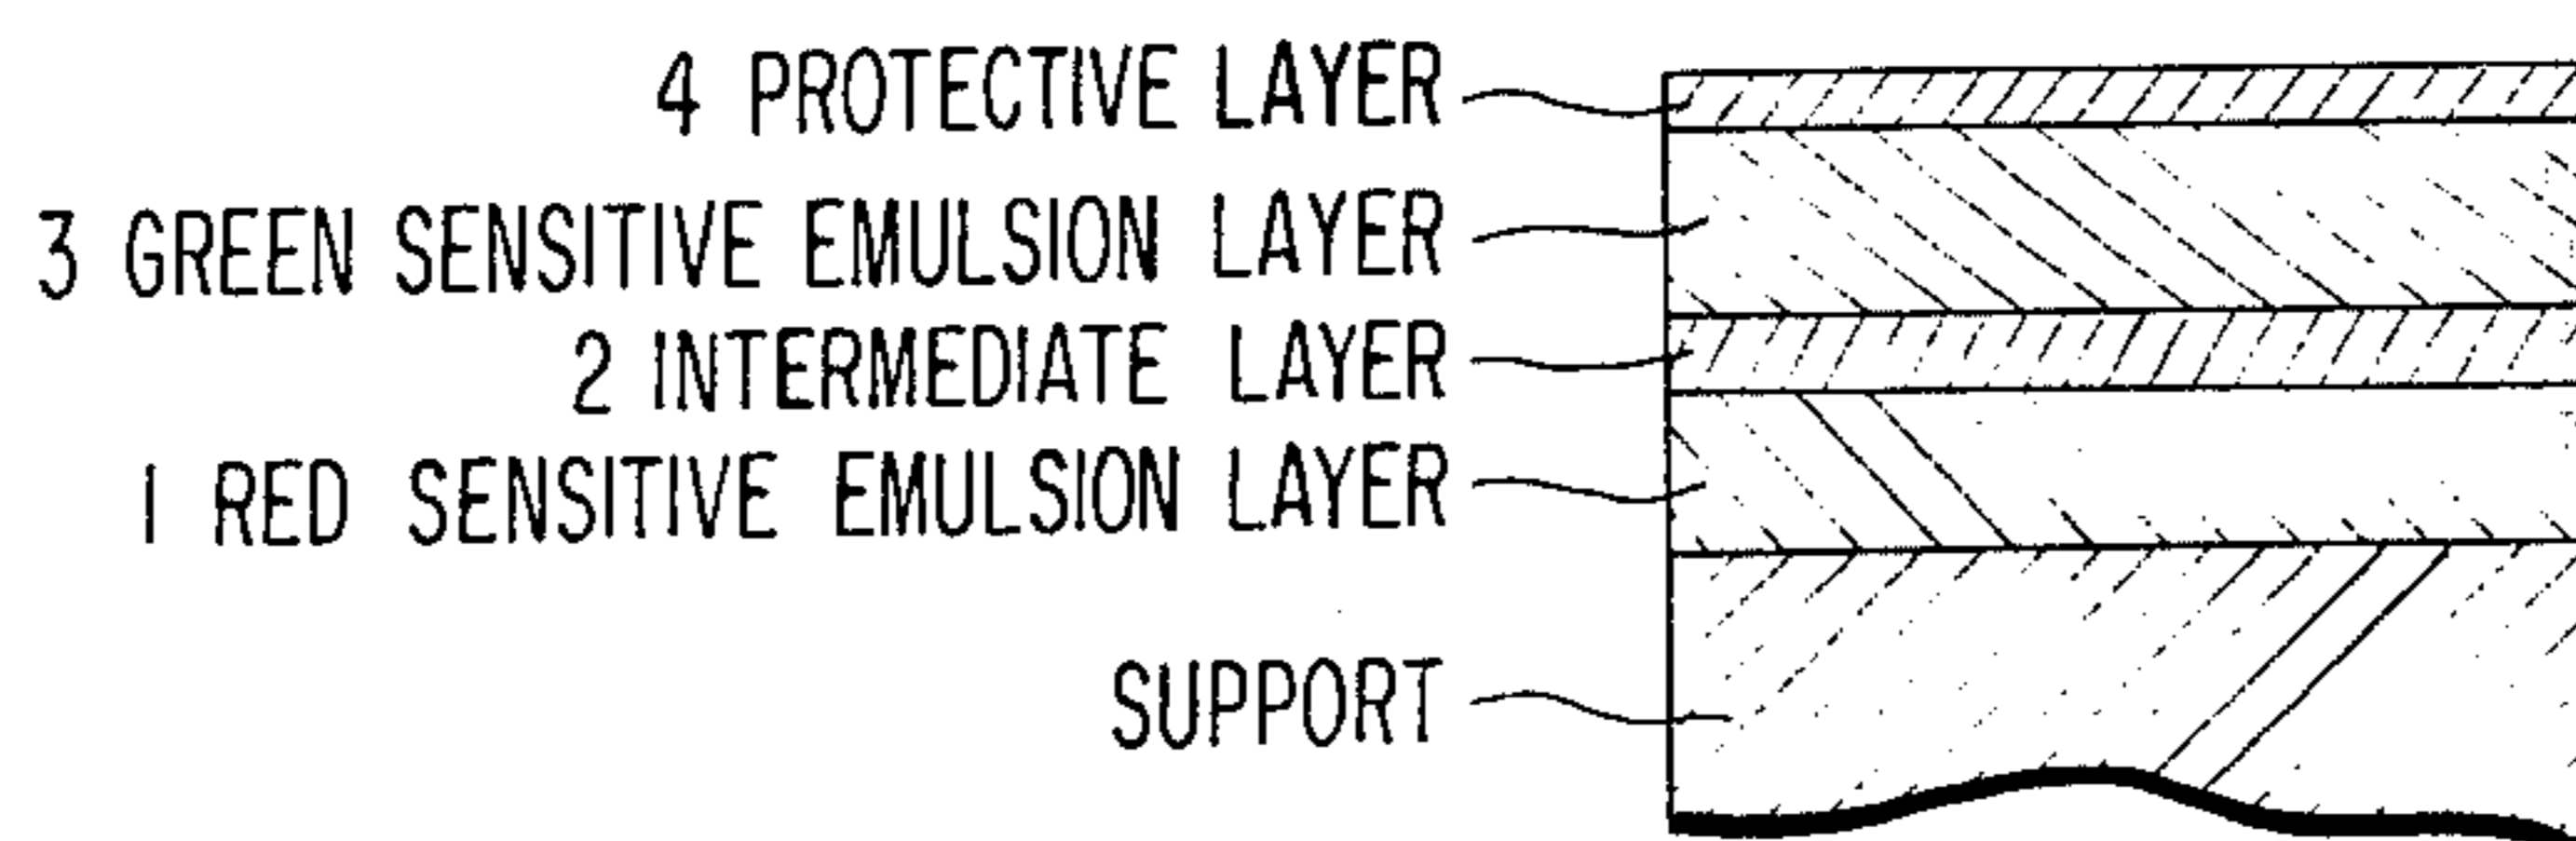 4 PROTECTIVE LAYER
3 GREEN SENSITIVE EMULSION LAYER
2 INTERMEDIATE LAYER
1 RED SENSITIVE EMULSION LAYER
SUPPORT